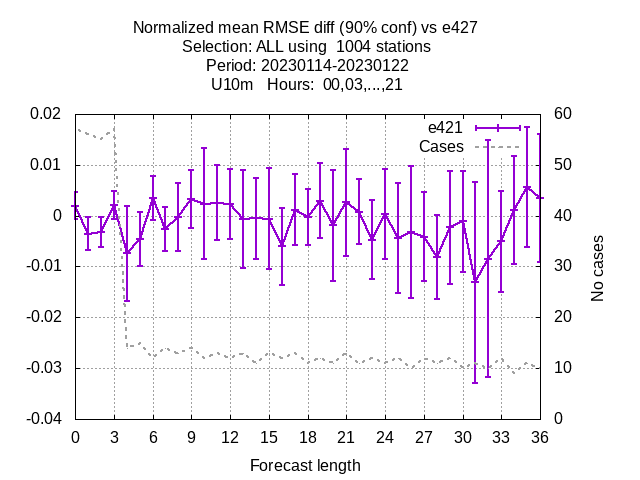 Normalized mean RMSE diff (90% conf) vs e427
Selection: ALL using  1004 stations
Period: 20230114-20230122
U10m   Hours:  00,03,...,21
0.02
0.01
0
-0.01
-0.02
-0.03
-0.04
e421
Cases
60
50
40
30
20
10
0
No cases
0 3 6 9 12 15 18 21 24 27 30 33 36
Forecast length